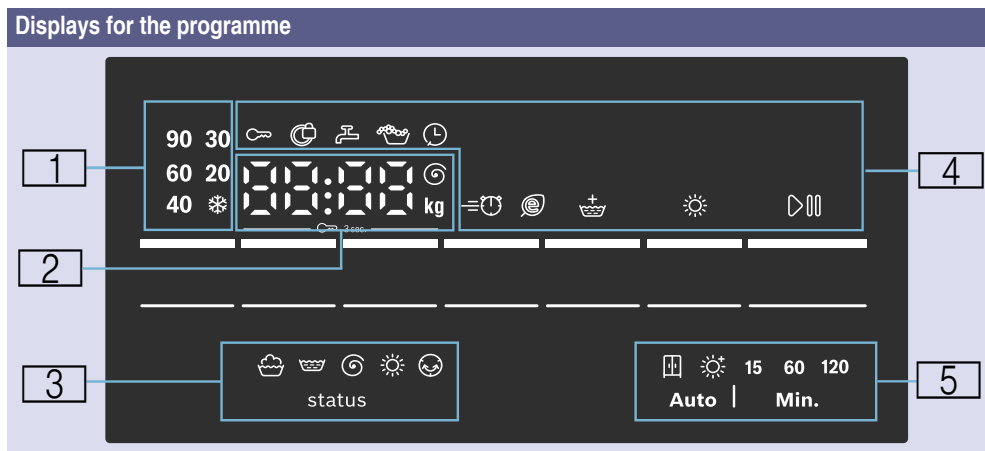 Displays for the programme
90 30
60 20
40
88:88
kg
3 sec.
1
2
3
4
5
status
15 60 120
Auto | Min.